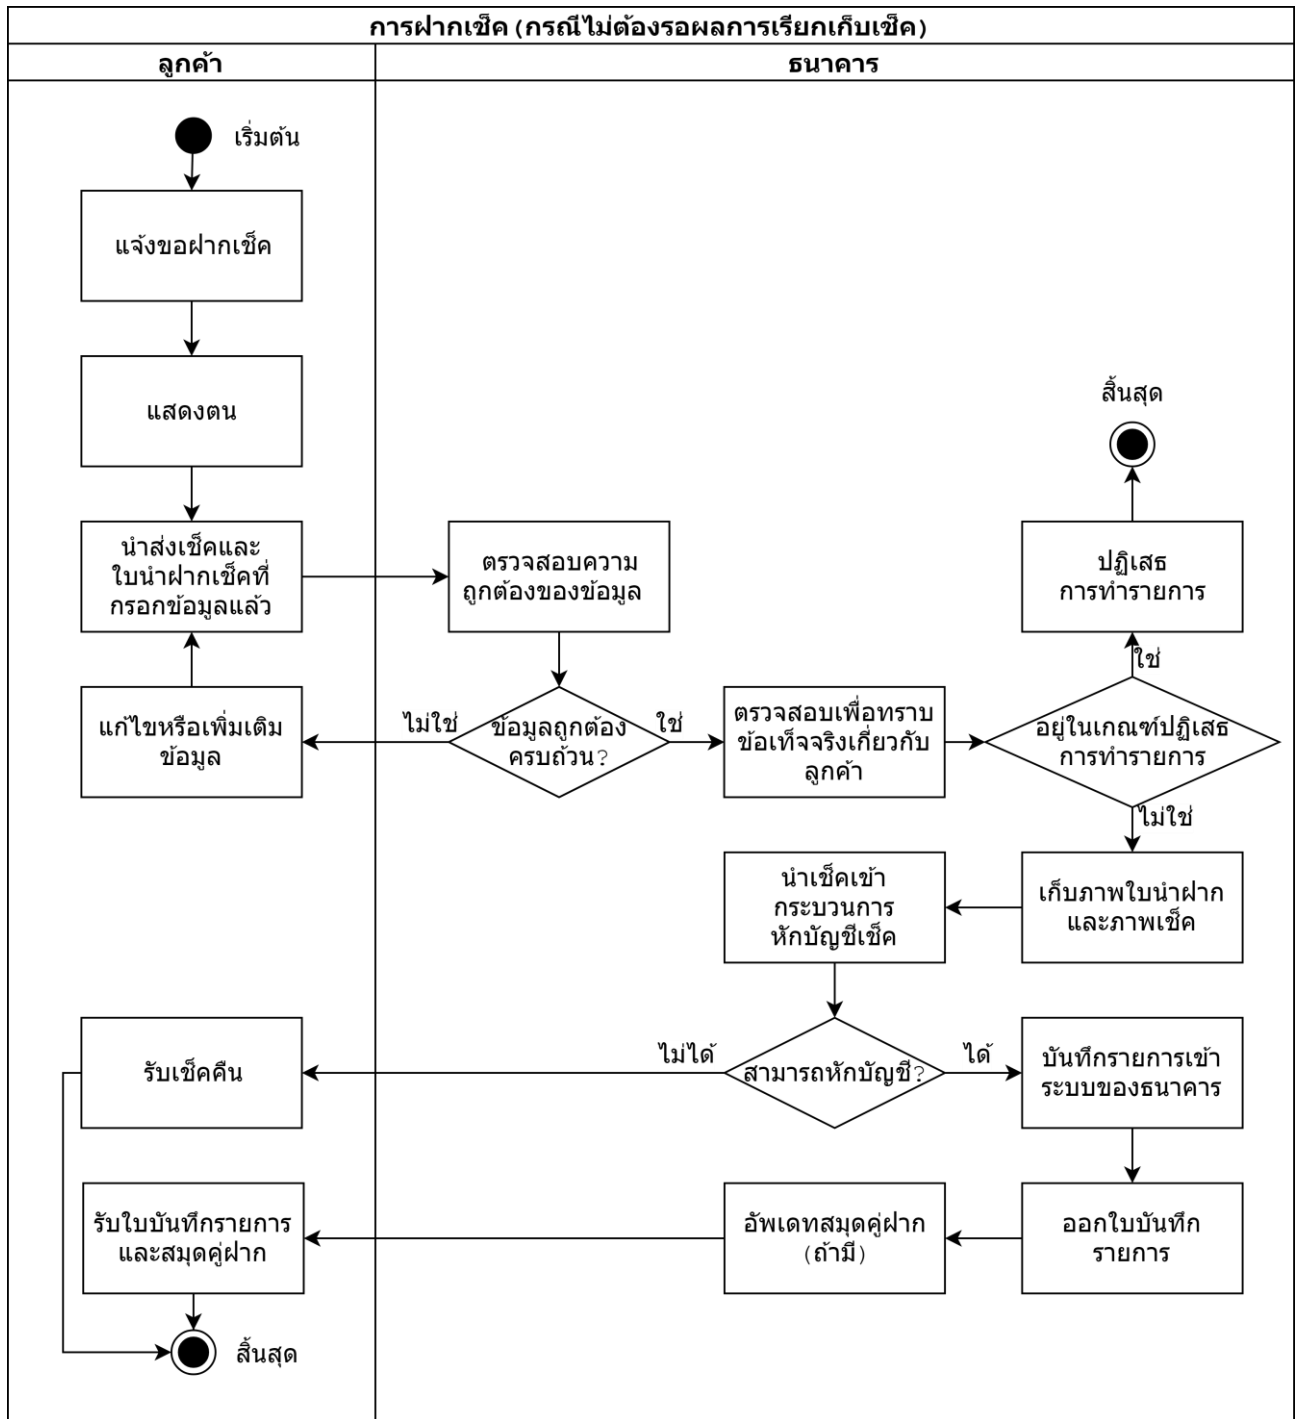 การฝากเช็ค (กรณีไม่ต้องรอผลการเรียกเก็บเช็ค)
ลูกค้า
ธนาคาร
เริ่มต้น
แจ้งขอฝากเช็ค
แสดงตน
สิ้นสุด
นำส่งเช็คและ
ใบนำฝากเช็คที่
กรอกข้อมูลแล้ว
ตรวจสอบความ
ถูกต้องของข้อมูล
ปฏิเสธ
การทำรายการ
ใช่
แก้ไขหรือเพิ่มเติม
ข้อมูล
ไม่ใช่
ข้อมูลถูกต้อง
ครบถ้วน?
ใช่
ตรวจสอบเพื่อทราบ
ข้อเท็จจริงเกี่ยวกับ
ลูกค้า
อยู่ในเกณฑ์ปฏิเสธ
การทำรายการ
ไม่ใช่
นำเช็คเข้า
กระบวนการ
หักบัญชีเช็ค
เก็บภาพใบนำฝาก
และภาพเช็ค
รับเช็คคืน
ไม่ได้
สามารถหักบัญชี?
ได้
บันทึกรายการเข้า
ระบบของธนาคาร
รับใบบันทึกรายการ
และสมุดคู่ฝาก
อัพเดทสมุดคู่ฝาก
(ถ้ามี)
ออกใบบันทึก
รายการ
สิ้นสุด